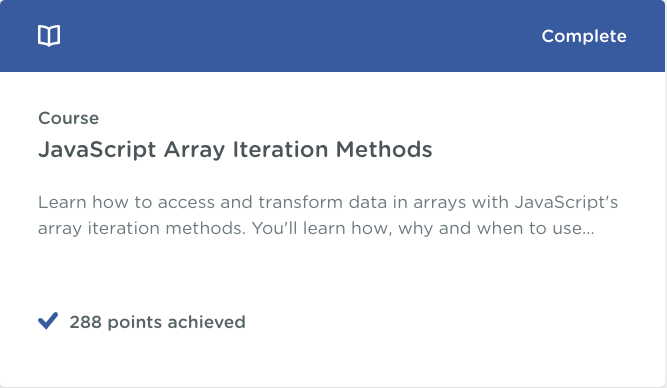 Complete
Course
JavaScript Array Iteration Methods
Learn how to access and transform data in arrays with JavaScript's
array iteration methods. You'll learn how, why and when to use...
288 points achieved